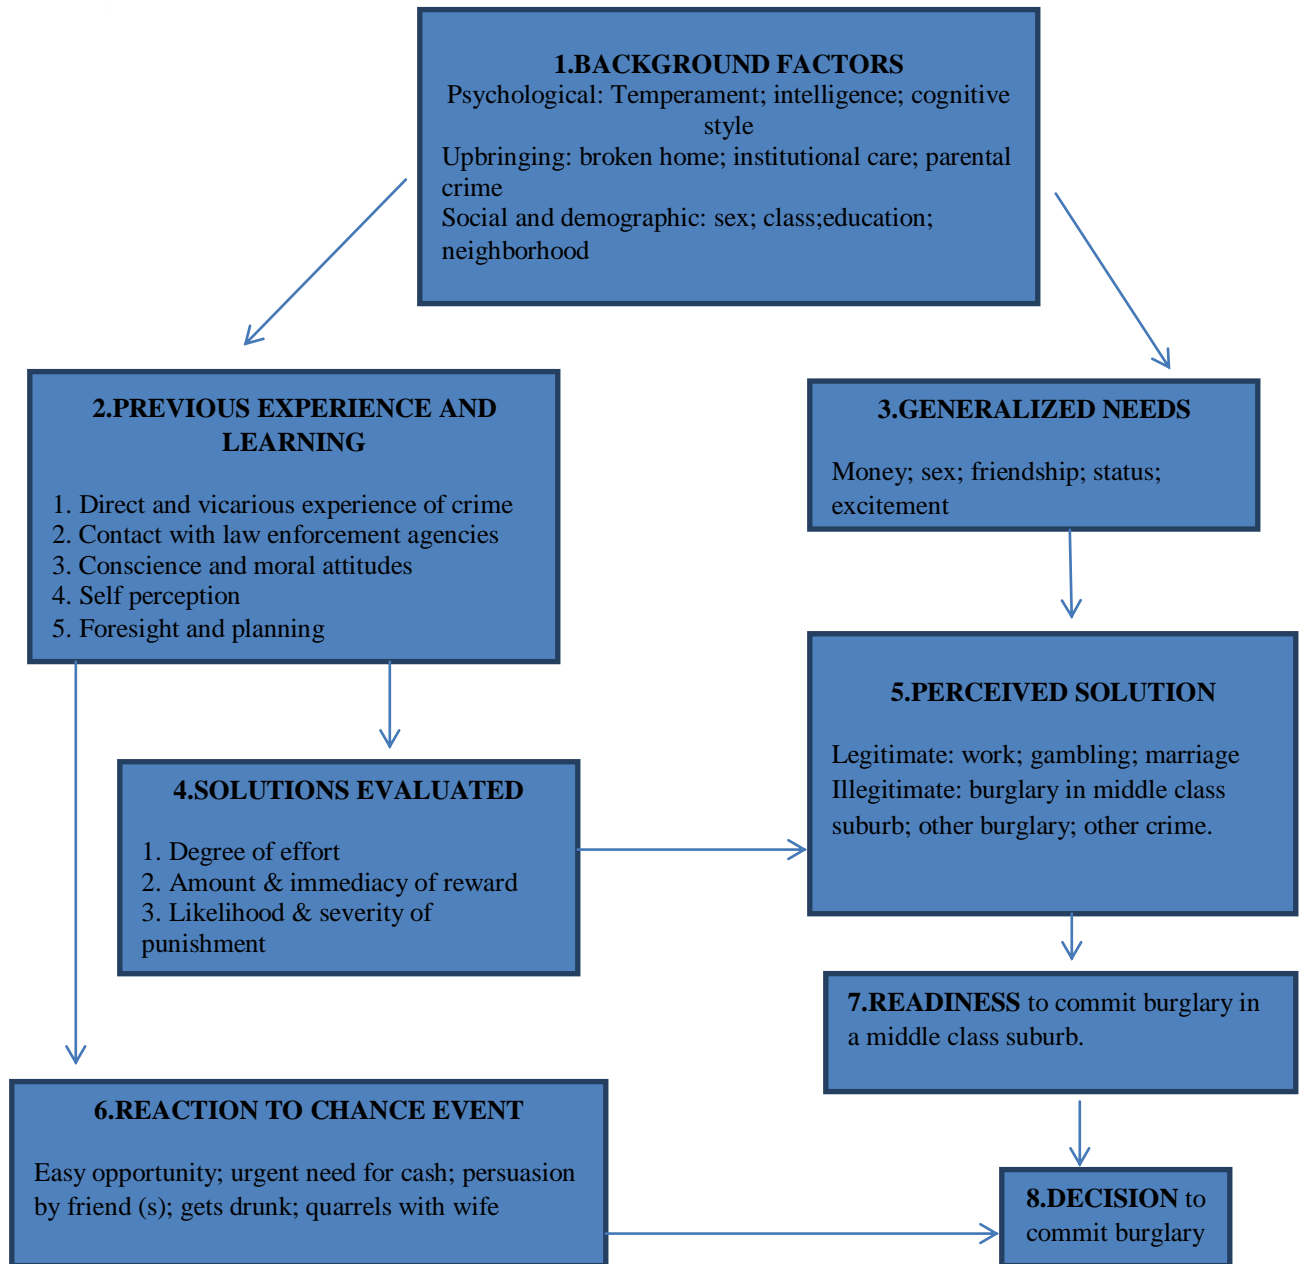 1.BACKGROUND FACTORS
Psychological: Temperament; intelligence; cognitive
style
Upbringing: broken home; institutional care; parental
crime
Social and demographic: sex; class;education;
neighborhood
2.PREVIOUS EXPERIENCE AND
LEARNING
1. Direct and vicarious experience of crime
2. Contact with law enforcement agencies
3. Conscience and moral attitudes
4. Self perception
5. Foresight and planning
3.GENERALIZED NEEDS
Money; sex; friendship; status;
excitement
4.SOLUTIONS EVALUATED
1. Degree of effort
2. Amount & immediacy of reward
3. Likelihood & severity of
punishment
5.PERCEIVED SOLUTION
Legitimate: work; gambling; marriage
Illegitimate: burglary in middle class
suburb; other burglary; other crime.
6.REACTION TO CHANCE EVENT
Easy opportunity; urgent need for cash; persuasion
by friend (s); gets drunk; quarrels with wife
7.READINESS to commit burglary in
a middle class suburb.
8.DECISION to
commit burglary